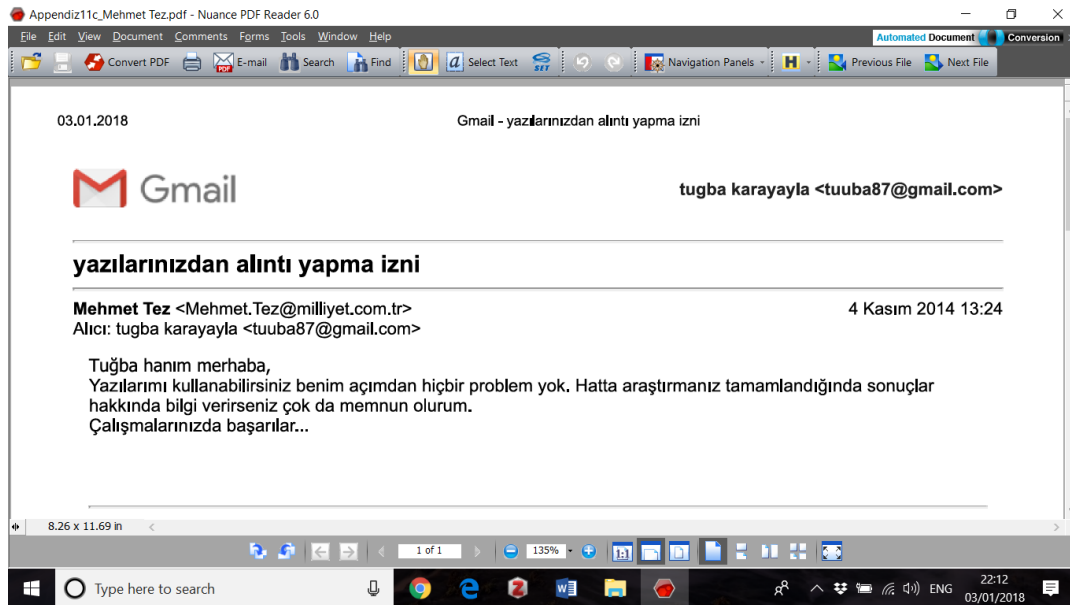 Appendiz11c_Mehmet Tez.pdf - Nuance PDF Reader 6.0
File Edit View Document Comments Forms Tools Window Help
Automated Document Conversion
Convert PDF E-mail Search Find Select Text SET Navigation Panels H Previous File Next File
03.01.2018 Gmail - yazılarınızdan alıntı yapma izni
Gmail tugba karayayla <tuuba87@gmail.com>
yazılarınızdan alıntı yapma izni
Mehmet Tez <Mehmet.Tez@milliyet.com.tr> 4 Kasım 2014 13:24
Alıcı: tugba karayayla <tuuba87@gmail.com>
Tuğba hanım merhaba,
Yazılarımı kullanabilirsiniz benim açımdan hiçbir problem yok. Hatta araştırmanız tamamlandığında sonuçlar
hakkında bilgi verirseniz çok da memnun olurum.
Çalışmalarınızda başarılar...
8.26 x 11.69 in
1 of 1 135% 1:1
Type here to search ENG 22:12
03/01/2018